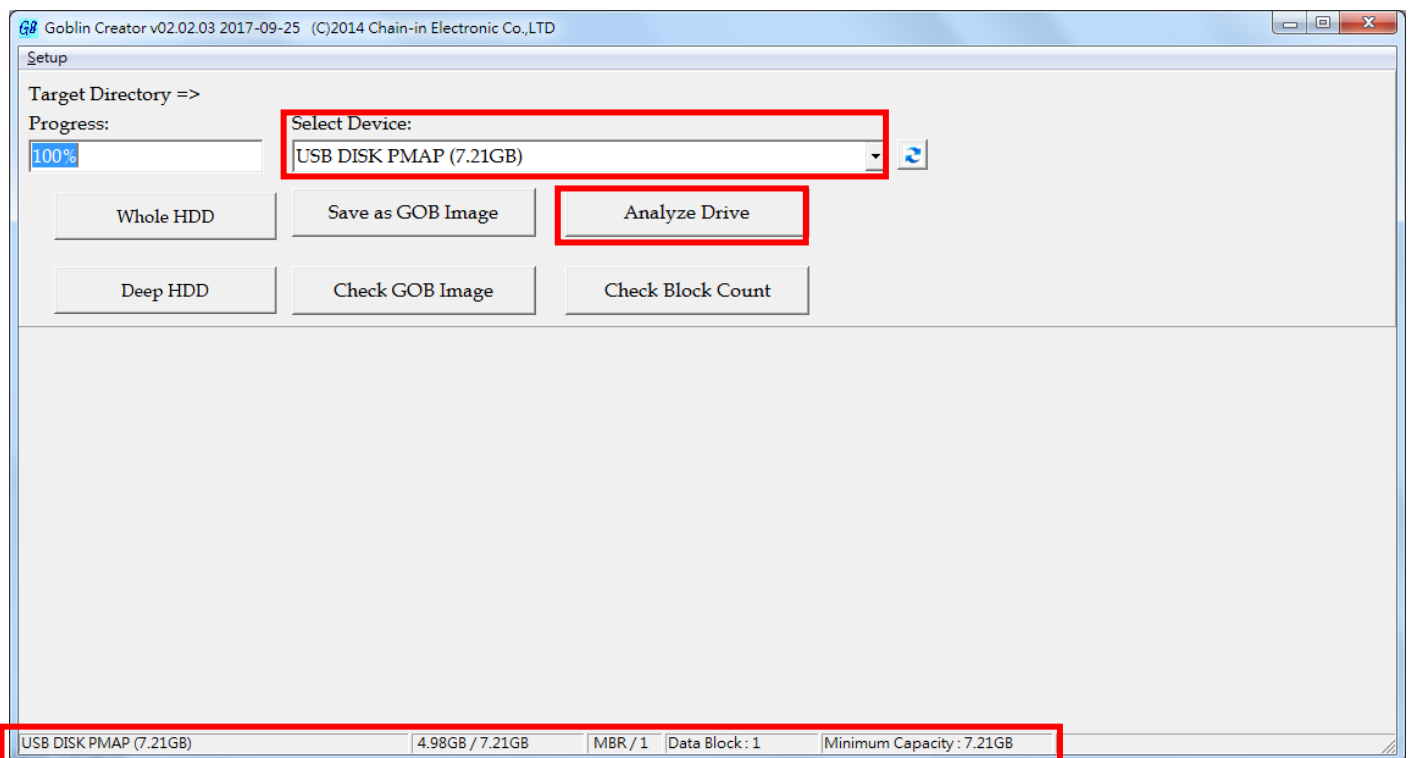 GB Goblin Creator v02.02.03 2017-09-25 (C)2014 Chain-in Electronic Co.,LTD
Setup
Target Directory =>
Progress: Select Device:
100% USB DISK PMAP (7.21GB)
Whole HDD Save as GOB Image Analyze Drive
Deep HDD Check GOB Image Check Block Count
USB DISK PMAP (7.21GB) 4.98GB / 7.21GB MBR / 1 Data Block : 1 Minimum Capacity : 7.21GB